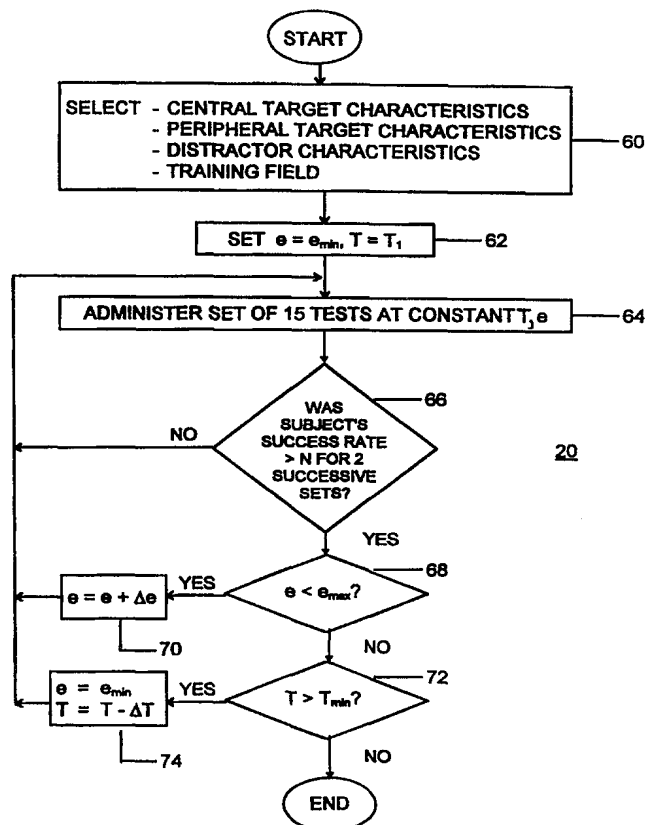 START
SELECT - CENTRAL TARGET CHARACTERISTICS
- PERIPHERAL TARGET CHARACTERISTICS
- DISTRACTOR CHARACTERISTICS
- TRAINING FIELD
60
SET e = emin, T = T1
62
ADMINISTER SET OF 15 TESTS AT CONSTANT T, e
64
66
WAS
SUBJECT'S
SUCCESS RATE
> N FOR 2
SUCCESSIVE
SETS?
NO
20
YES
68
e < emax?
YES
e = e + Δe
70
NO
72
T > Tmin?
YES
e = emin
T = T - ΔT
74
NO
END